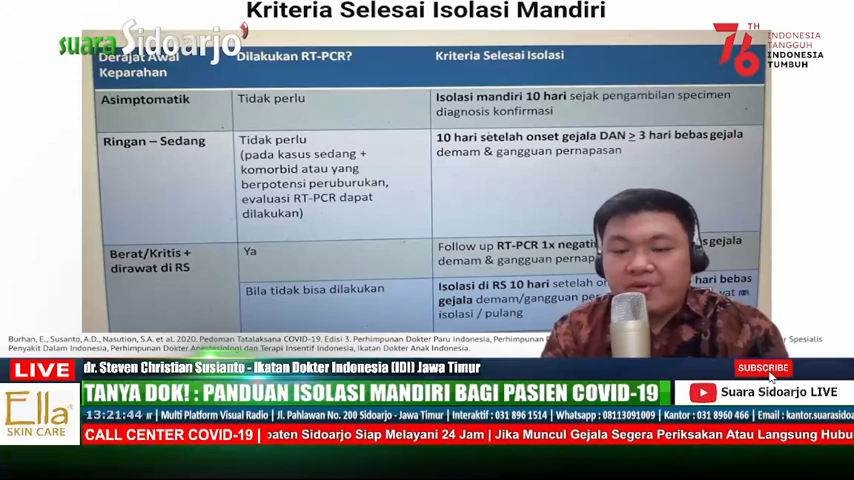 Kriteria Selesai Isolasi Mandiri
suara Sidoarjo
76 TH
INDONESIA
TANGGUH
INDONESIA
TUMBUH
Derajat Awal Keparahan
Dilakukan RT-PCR?
Kriteria Selesai Isolasi
Asimptomatik
Tidak perlu
Isolasi mandiri 10 hari sejak pengambilan specimen
diagnosis konfirmasi
Ringan – Sedang
Tidak perlu
(pada kasus sedang +
komorbid atau yang
berpotensi peruburukan,
evaluasi RT-PCR dapat
dilakukan)
10 hari setelah onset gejala DAN ≥ 3 hari bebas gejala
demam & gangguan pernapasan
Berat/Kritis +
dirawat di RS
Ya
Follow up RT-PCR 1x negati
gejala
demam & gangguan pernapa
Bila tidak bisa dilakukan
Isolasi di RS 10 hari setelah o
hari bebas
gejala demam/gangguan per
isolasi / pulang
Burhan, E., Susanto, A.D., Nasution, S.A. et al. 2020. Pedoman Tatalaksana COVID-19. Edisi 3. Perhimpunan Dokter Paru Indonesia, Perhimpunan Dokter
Spesialis
Penyakit Dalam Indonesia, Perhimpunan Dokter Anestesiologi dan Terapi Insentif Indonesia, Ikatan Dokter Anak Indonesia.
LIVE
dr. Steven Christian Susianto - Ikatan Dokter Indonesia (IDI) Jawa Timur
SUBSCRIBE
TANYA DOK! : PANDUAN ISOLASI MANDIRI BAGI PASIEN COVID-19
Suara Sidoarjo LIVE
Ella
SKIN CARE
13:21:44
ur | Multi Platform Visual Radio | Jl. Pahlawan No. 200 Sidoarjo - Jawa Timur | Interaktif : 031 896 1514 | Whatsapp : 08113091009 | Kantor : 031 8960 466 | Email : kantor.suarasido
CALL CENTER COVID-19 | paten Sidoarjo Siap Melayani 24 Jam | Jika Muncul Gejala Segera Periksakan Atau Langsung Hubu